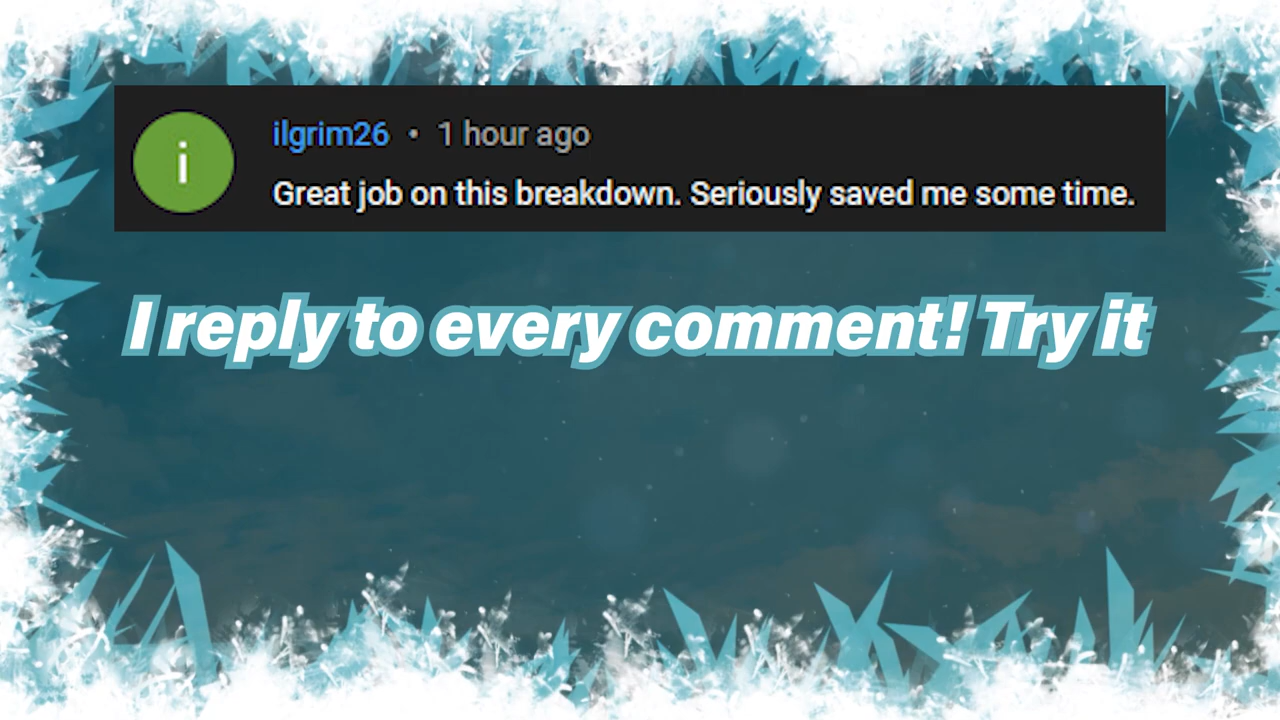 i
ilgrim26 • 1 hour ago
Great job on this breakdown. Seriously saved me some time.
I reply to every comment! Try it